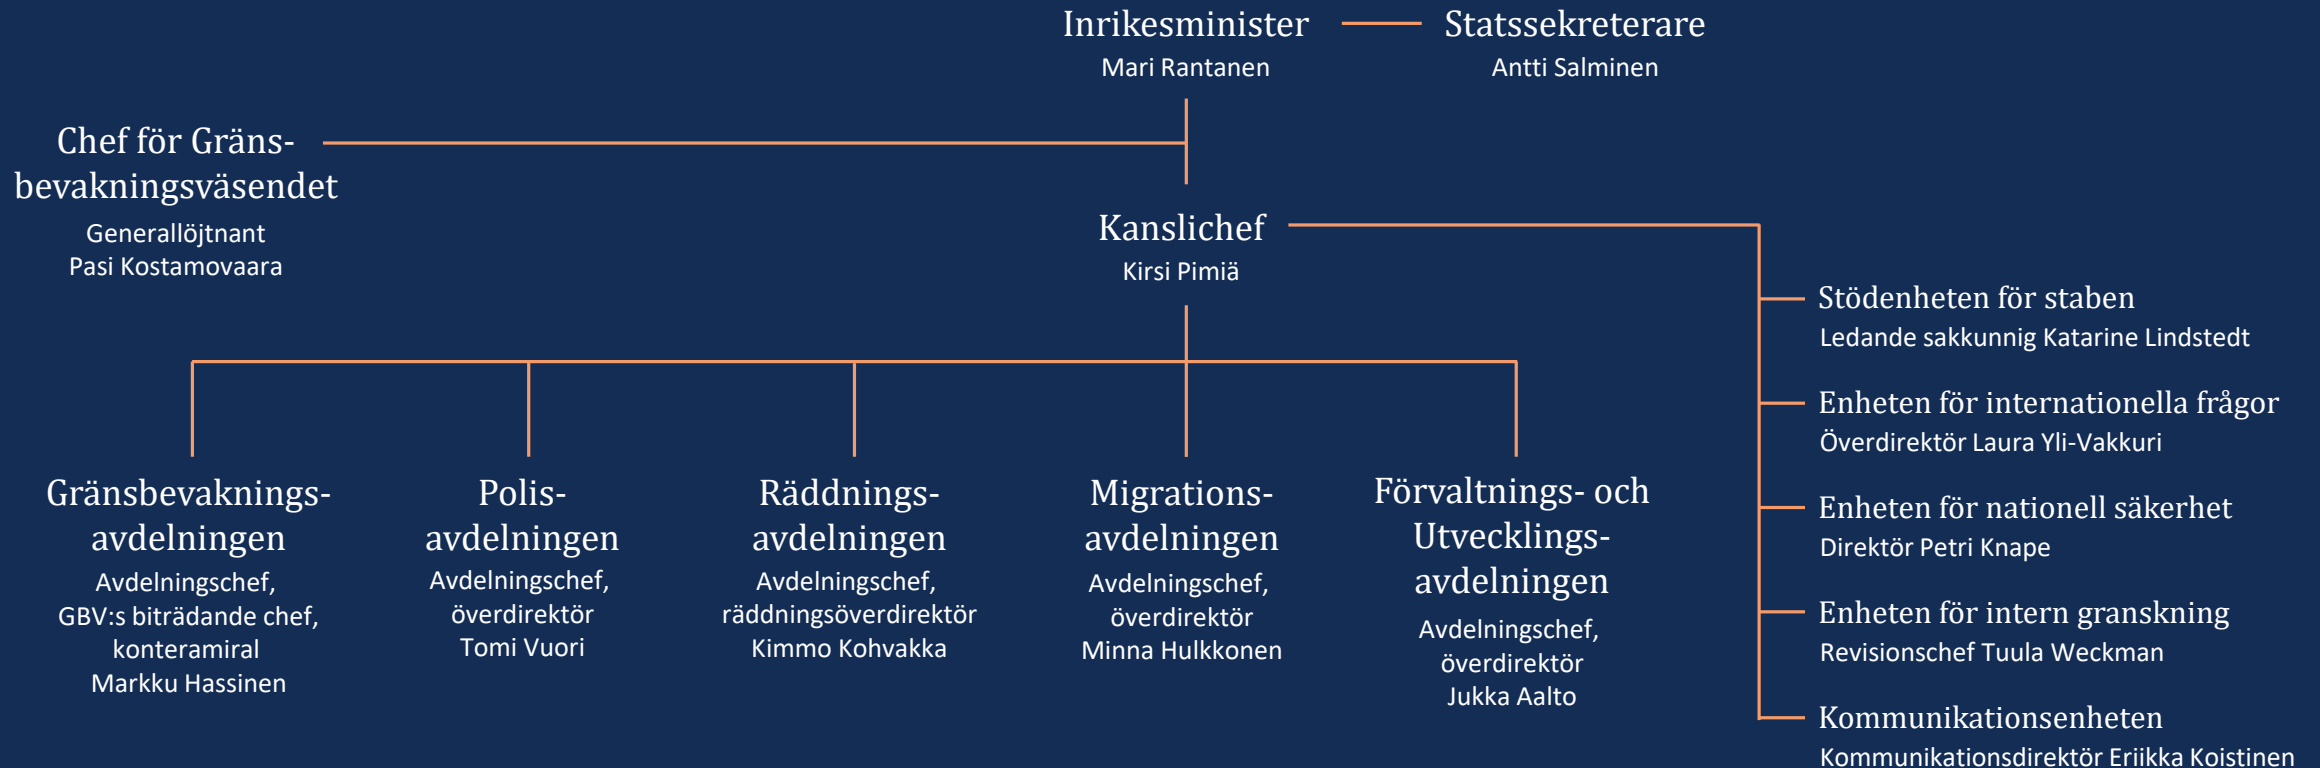 Inrikesminister
Mari Rantanen
Statssekreterare
Antti Salminen
Chef för Gräns-
bevakningsväsendet
Generallöjtnant
Pasi Kostamovaara
Kanslichef
Kirsi Pimiä
Stödenheten för staben
Ledande sakkunnig Katarine Lindstedt
Enheten för internationella frågor
Överdirektör Laura Yli-Vakkuri
Enheten för nationell säkerhet
Direktör Petri Knape
Enheten för intern granskning
Revisionschef Tuula Weckman
Kommunikationsenheten
Kommunikationsdirektör Eriikka Koistinen
Gränsbevaknings-
avdelningen
Avdelningschef,
GBV:s biträdande chef,
konteramiral
Markku Hassinen
Polis-
avdelningen
Avdelningschef,
överdirektör
Tomi Vuori
Räddnings-
avdelningen
Avdelningschef,
räddningsöverdirektör
Kimmo Kohvakka
Migrations-
avdelningen
Avdelningschef,
överdirektör
Minna Hulkkonen
Förvaltnings- och
Utvecklings-
avdelningen
Avdelningschef,
överdirektör
Jukka Aalto